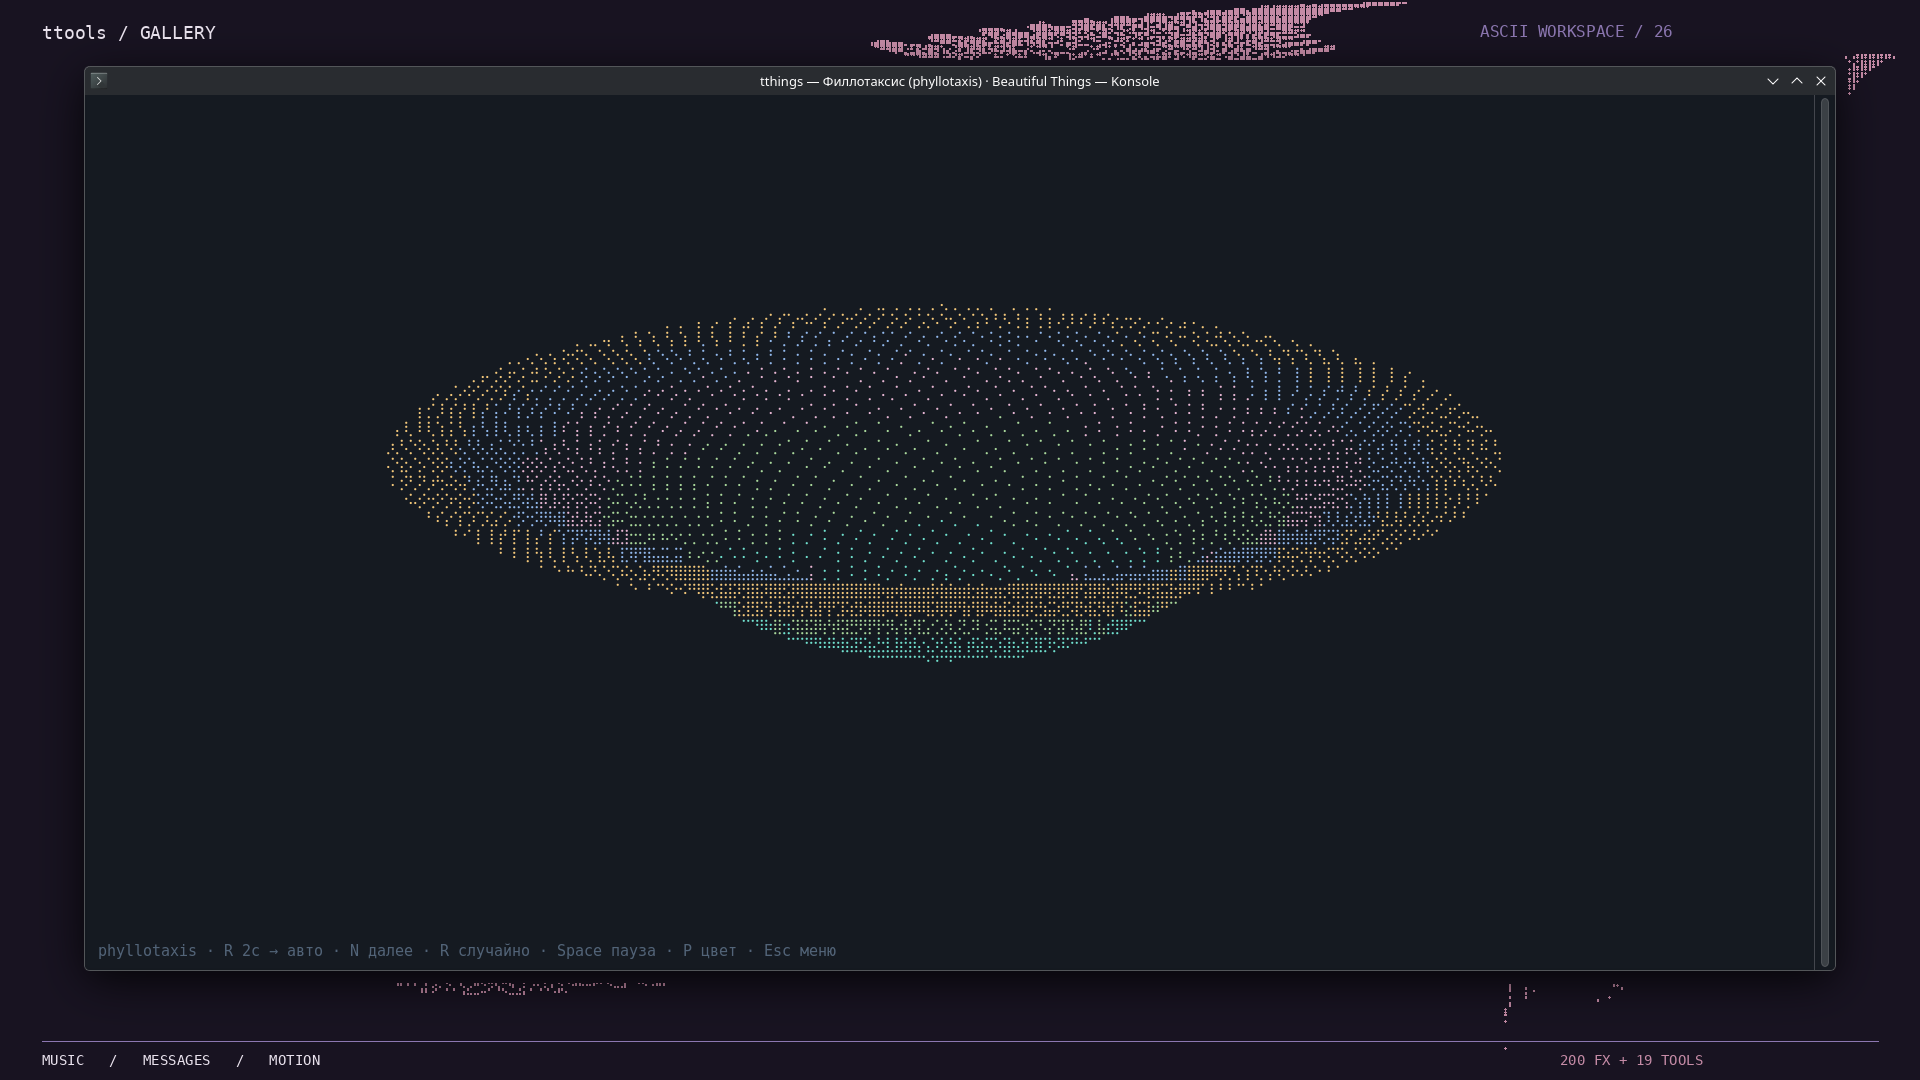 ttools / GALLERY
ASCII WORKSPACE / 26
tthings — Филлотаксис (phyllotaxis) · Beautiful Things — Konsole
phyllotaxis · R 2с → авто · N далее · R случайно · Space пауза · P цвет · Esc меню
MUSIC / MESSAGES / MOTION
200 FX + 19 TOOLS